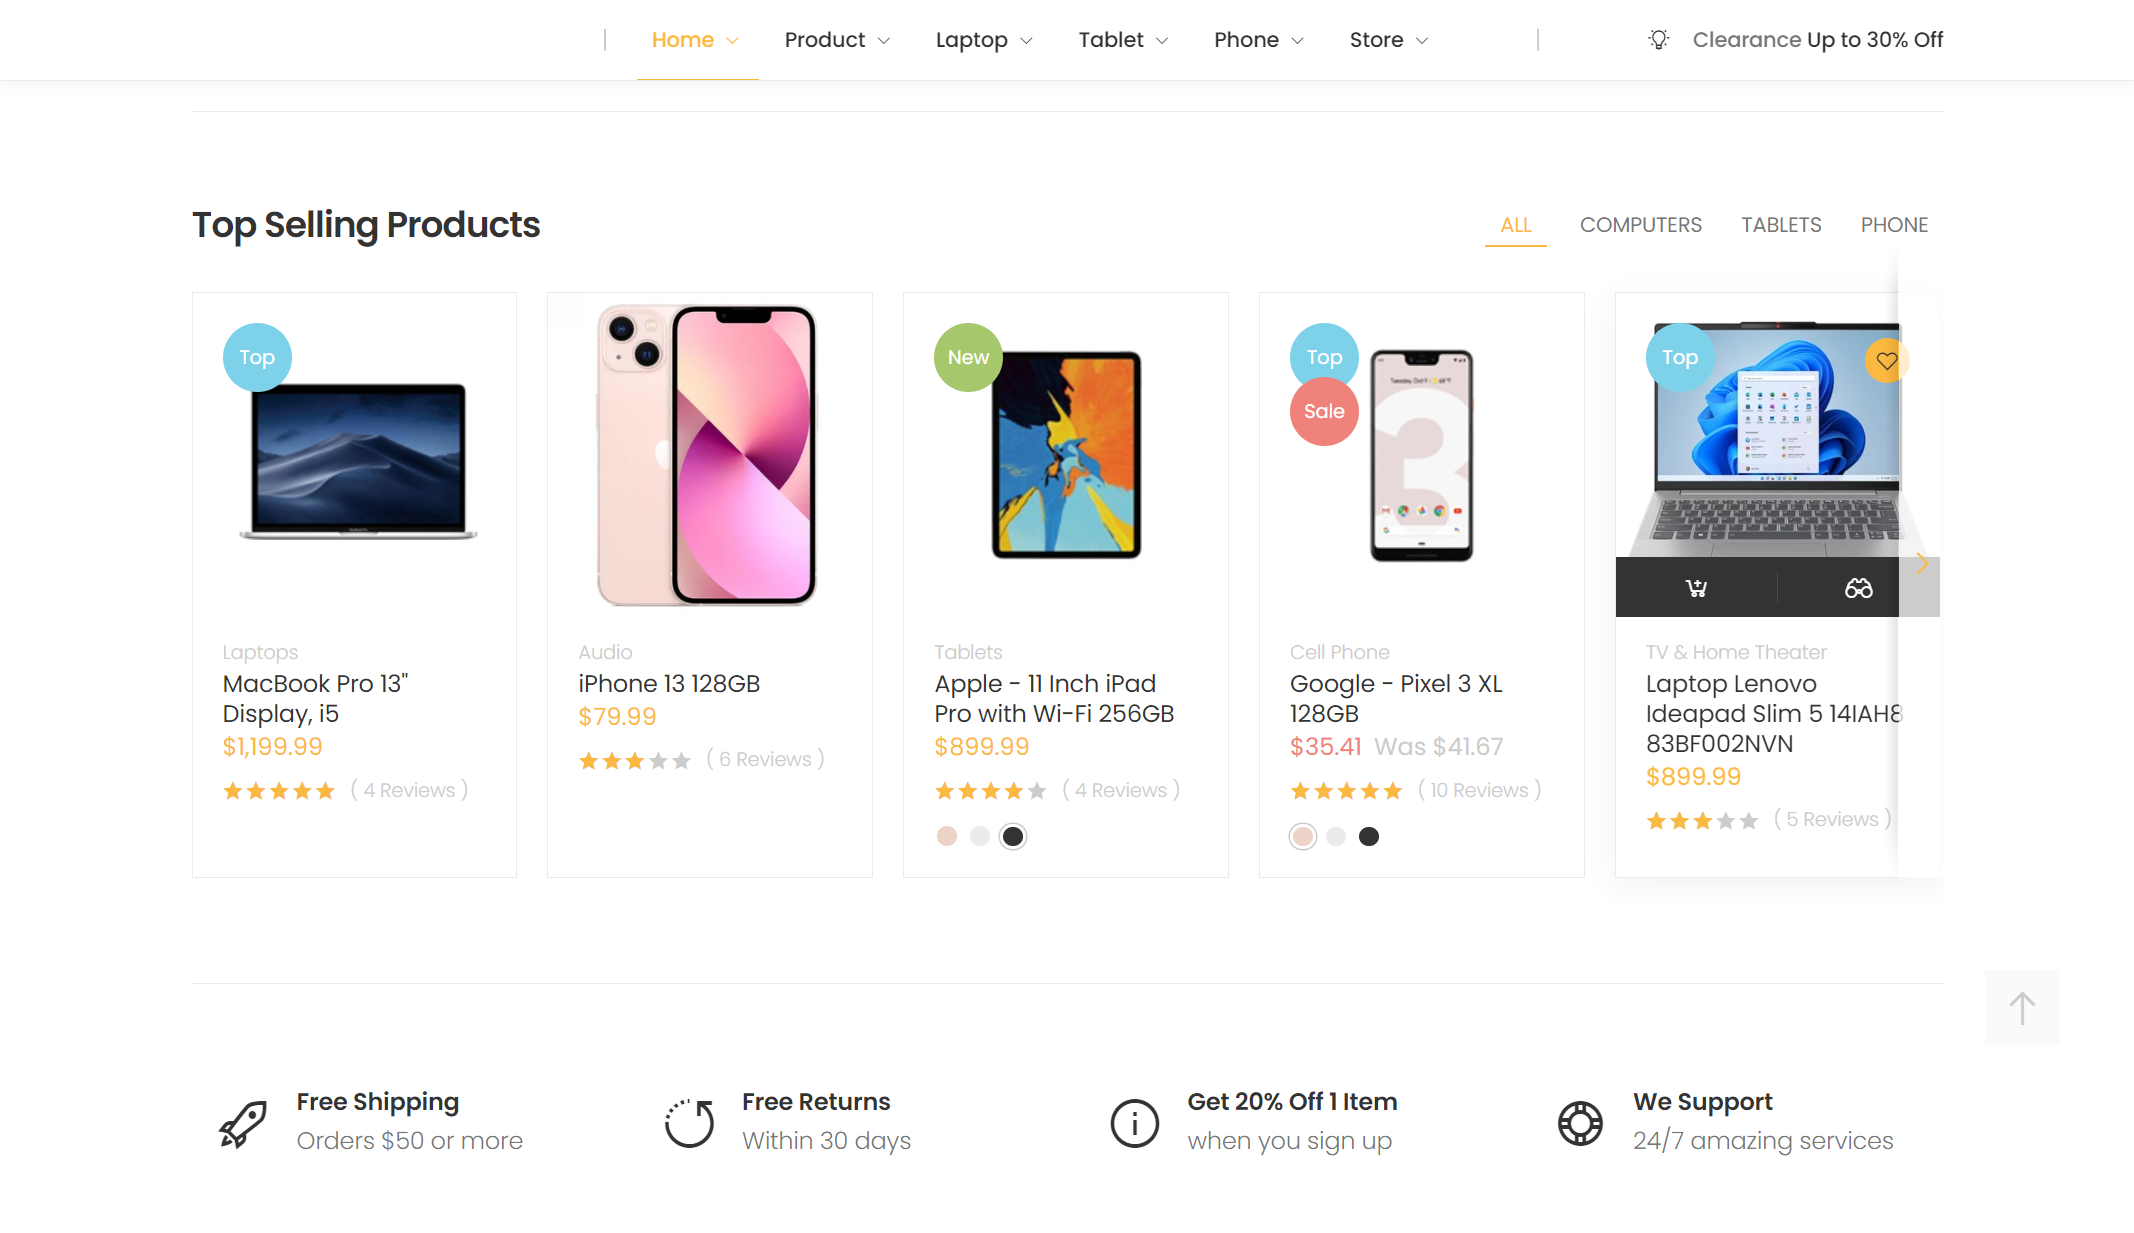 Home Product Laptop Tablet Phone Store Clearance Up to 30% Off
Top Selling Products
ALL COMPUTERS TABLETS PHONE
Top
Laptops
MacBook Pro 13"
Display, i5
$1,199.99
( 4 Reviews )
Audio
iPhone 13 128GB
$79.99
( 6 Reviews )
New
Tablets
Apple - 11 Inch iPad
Pro with Wi-Fi 256GB
$899.99
( 4 Reviews )
Top
Sale
3
Cell Phone
Google - Pixel 3 XL
128GB
$35.41 Was $41.67
( 10 Reviews )
Top
TV & Home Theater
Laptop Lenovo
Ideapad Slim 5 14IAH8
83BF002NVN
$899.99
( 5 Reviews )
Free Shipping
Orders $50 or more
Free Returns
Within 30 days
Get 20% Off 1 Item
when you sign up
We Support
24/7 amazing services